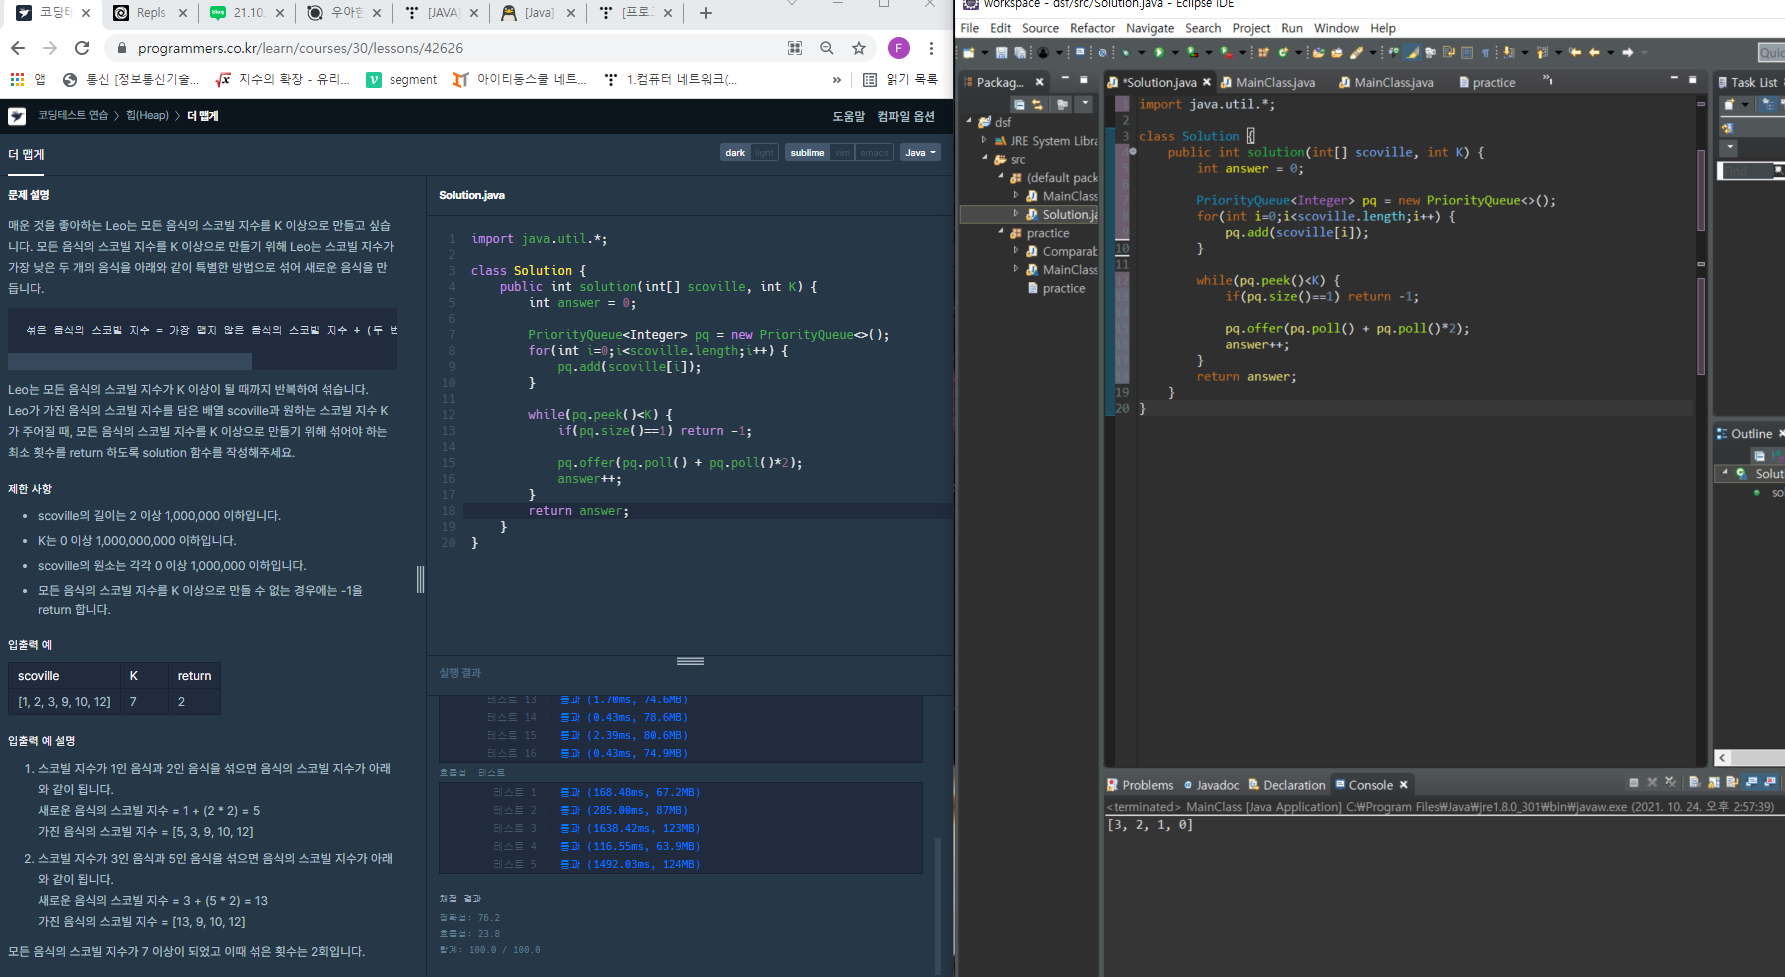 코딩테
Repls
21.10.
우아한
[JAVA]
[Java]
[프로그
programmers.co.kr/learn/courses/30/lessons/42626
F
앱
통신 [정보통신기술...
지수의 확장 - 유리...
segment
아이티동스쿨 네트...
1.컴퓨터 네트워크(...
»
읽기 목록
코딩테스트 연습 > 힙(Heap) > 더 맵게
도움말 컴파일 옵션
더 맵게
dark light sublime vim emacs Java
문제 설명
매운 것을 좋아하는 Leo는 모든 음식의 스코빌 지수를 K 이상으로 만들고 싶습
니다. 모든 음식의 스코빌 지수를 K 이상으로 만들기 위해 Leo는 스코빌 지수가
가장 낮은 두 개의 음식을 아래와 같이 특별한 방법으로 섞어 새로운 음식을 만
듭니다.
섞은 음식의 스코빌 지수 = 가장 맵지 않은 음식의 스코빌 지수 + (두 번
Leo는 모든 음식의 스코빌 지수가 K 이상이 될 때까지 반복하여 섞습니다.
Leo가 가진 음식의 스코빌 지수를 담은 배열 scoville과 원하는 스코빌 지수 K
가 주어질 때, 모든 음식의 스코빌 지수를 K 이상으로 만들기 위해 섞어야 하는
최소 횟수를 return 하도록 solution 함수를 작성해주세요.
제한 사항
• scoville의 길이는 2 이상 1,000,000 이하입니다.
• K는 0 이상 1,000,000,000 이하입니다.
• scoville의 원소는 각각 0 이상 1,000,000 이하입니다.
• 모든 음식의 스코빌 지수를 K 이상으로 만들 수 없는 경우에는 -1을
return 합니다.
입출력 예
scoville K return
[1, 2, 3, 9, 10, 12] 7 2
입출력 예 설명
1. 스코빌 지수가 1인 음식과 2인 음식을 섞으면 음식의 스코빌 지수가 아래
와 같이 됩니다.
새로운 음식의 스코빌 지수 = 1 + (2 * 2) = 5
가진 음식의 스코빌 지수 = [5, 3, 9, 10, 12]
2. 스코빌 지수가 3인 음식과 5인 음식을 섞으면 음식의 스코빌 지수가 아래
와 같이 됩니다.
새로운 음식의 스코빌 지수 = 3 + (5 * 2) = 13
가진 음식의 스코빌 지수 = [13, 9, 10, 12]
모든 음식의 스코빌 지수가 7 이상이 되었고 이때 섞은 횟수는 2회입니다.
Solution.java
1 import java.util.*;
2
3 class Solution {
4 public int solution(int[] scoville, int K) {
5 int answer = 0;
6
7 PriorityQueue<Integer> pq = new PriorityQueue<>();
8 for(int i=0;i<scoville.length;i++) {
9 pq.add(scoville[i]);
10 }
11
12 while(pq.peek()<K) {
13 if(pq.size()==1) return -1;
14
15 pq.offer(pq.poll() + pq.poll()*2);
16 answer++;
17 }
18 return answer;
19 }
20 }
실행 결과
테스트 13 통과 (1.70ms, 74.6MB)
테스트 14 통과 (0.43ms, 78.6MB)
테스트 15 통과 (2.39ms, 80.6MB)
테스트 16 통과 (0.43ms, 74.9MB)
효율성 테스트
테스트 1 통과 (168.48ms, 67.2MB)
테스트 2 통과 (285.00ms, 87MB)
테스트 3 통과 (1638.42ms, 123MB)
테스트 4 통과 (116.55ms, 63.9MB)
테스트 5 통과 (1492.03ms, 124MB)
채점 결과
정확성: 76.2
효율성: 23.8
합계: 100.0 / 100.0
workspace - dsf/src/Solution.java - Eclipse IDE
File Edit Source Refactor Navigate Search Project Run Window Help
Quic
Packag...
dsf
JRE System Libra
src
(default pack
MainClass
Solution.ja
practice
Comparab
MainClass
practice
*Solution.java
MainClass.java
MainClass.java
practice
»1
1 import java.util.*;
2
3 class Solution {
4 public int solution(int[] scoville, int K) {
5 int answer = 0;
6
7 PriorityQueue<Integer> pq = new PriorityQueue<>();
8 for(int i=0;i<scoville.length;i++) {
9 pq.add(scoville[i]);
10 }
11
12 while(pq.peek()<K) {
13 if(pq.size()==1) return -1;
14
15 pq.offer(pq.poll() + pq.poll()*2);
16 answer++;
17 }
18 return answer;
19 }
20 }
Task List
Find
Outline
Solut
so
Problems
Javadoc
Declaration
Console
<terminated> MainClass [Java Application] C:₩Program Files₩Java₩jre1.8.0_301₩bin₩javaw.exe (2021. 10. 24. 오후 2:57:39)
[3, 2, 1, 0]